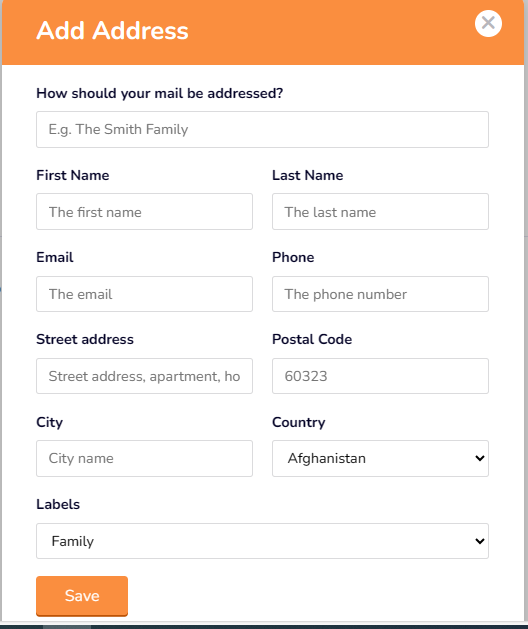 Add Address
How should your mail be addressed?
E.g. The Smith Family
First Name Last Name
The first name The last name
Email Phone
The email The phone number
Street address Postal Code
Street address, apartment, ho 60323
City Country
City name Afghanistan
Labels
Family
Save